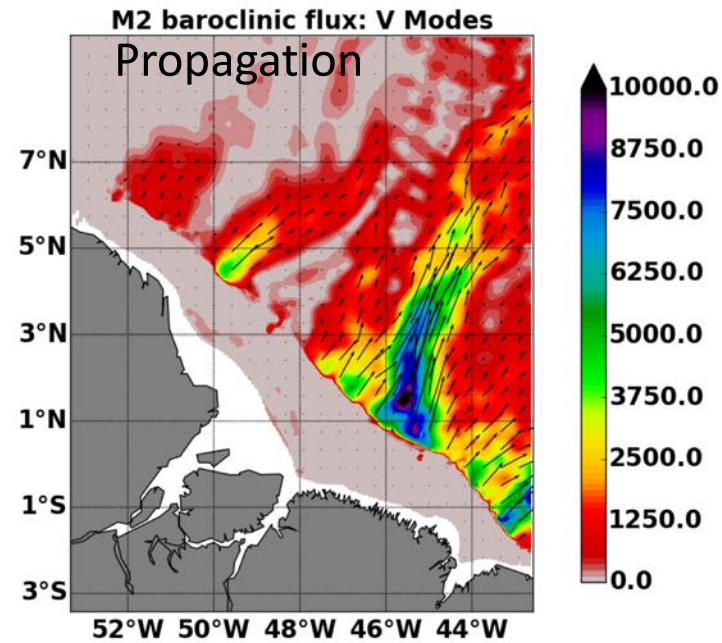 M2 baroclinic flux: V Modes
Propagation
7°N
5°N
3°N
1°N
1°S
3°S
52°W 50°W 48°W 46°W 44°W
10000.0
8750.0
7500.0
6250.0
5000.0
3750.0
2500.0
1250.0
0.0